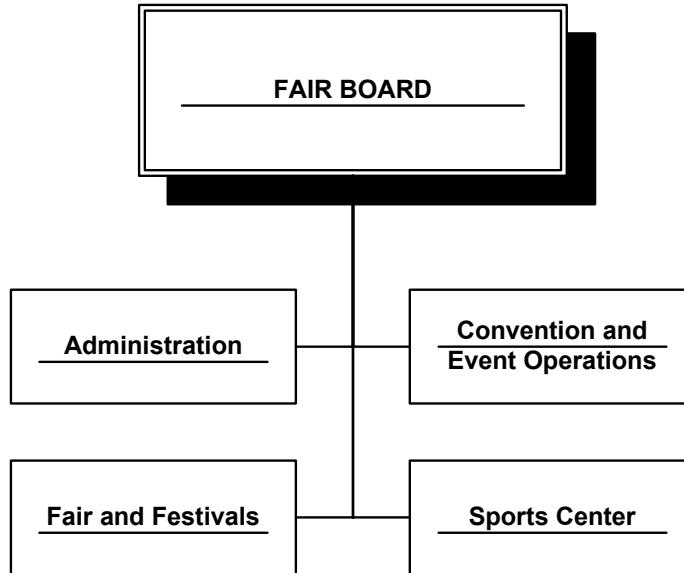 FAIR BOARD
Administration
Convention and
Event Operations
Fair and Festivals
Sports Center